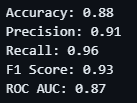 Accuracy: 0.88
Precision: 0.91
Recall: 0.96
F1 Score: 0.93
ROC AUC: 0.87